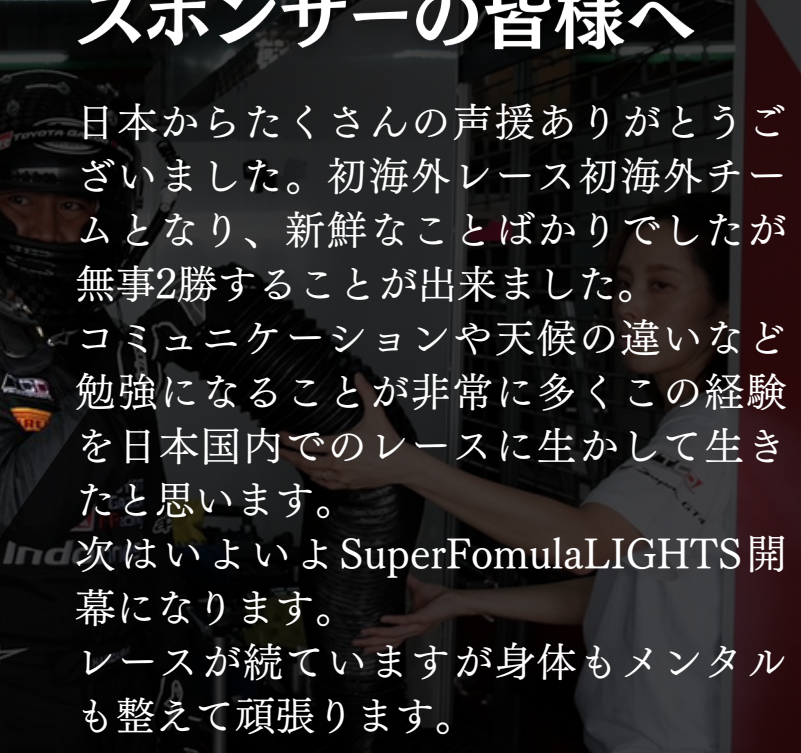 スポンサーの皆様へ
日本からたくさんの声援ありがとうご
ざいました。初海外レース初海外チー
ムとなり、新鮮なことばかりでしたが
無事2勝することが出来ました。
コミュニケーションや天候の違いなど
勉強になることが非常に多くこの経験
を日本国内でのレースに生かして生き
たと思います。
次はいよいよSuperFomulaLIGHTS開
幕になります。
レースが続ていますが身体もメンタル
も整えて頑張ります。
TOYOTA GA